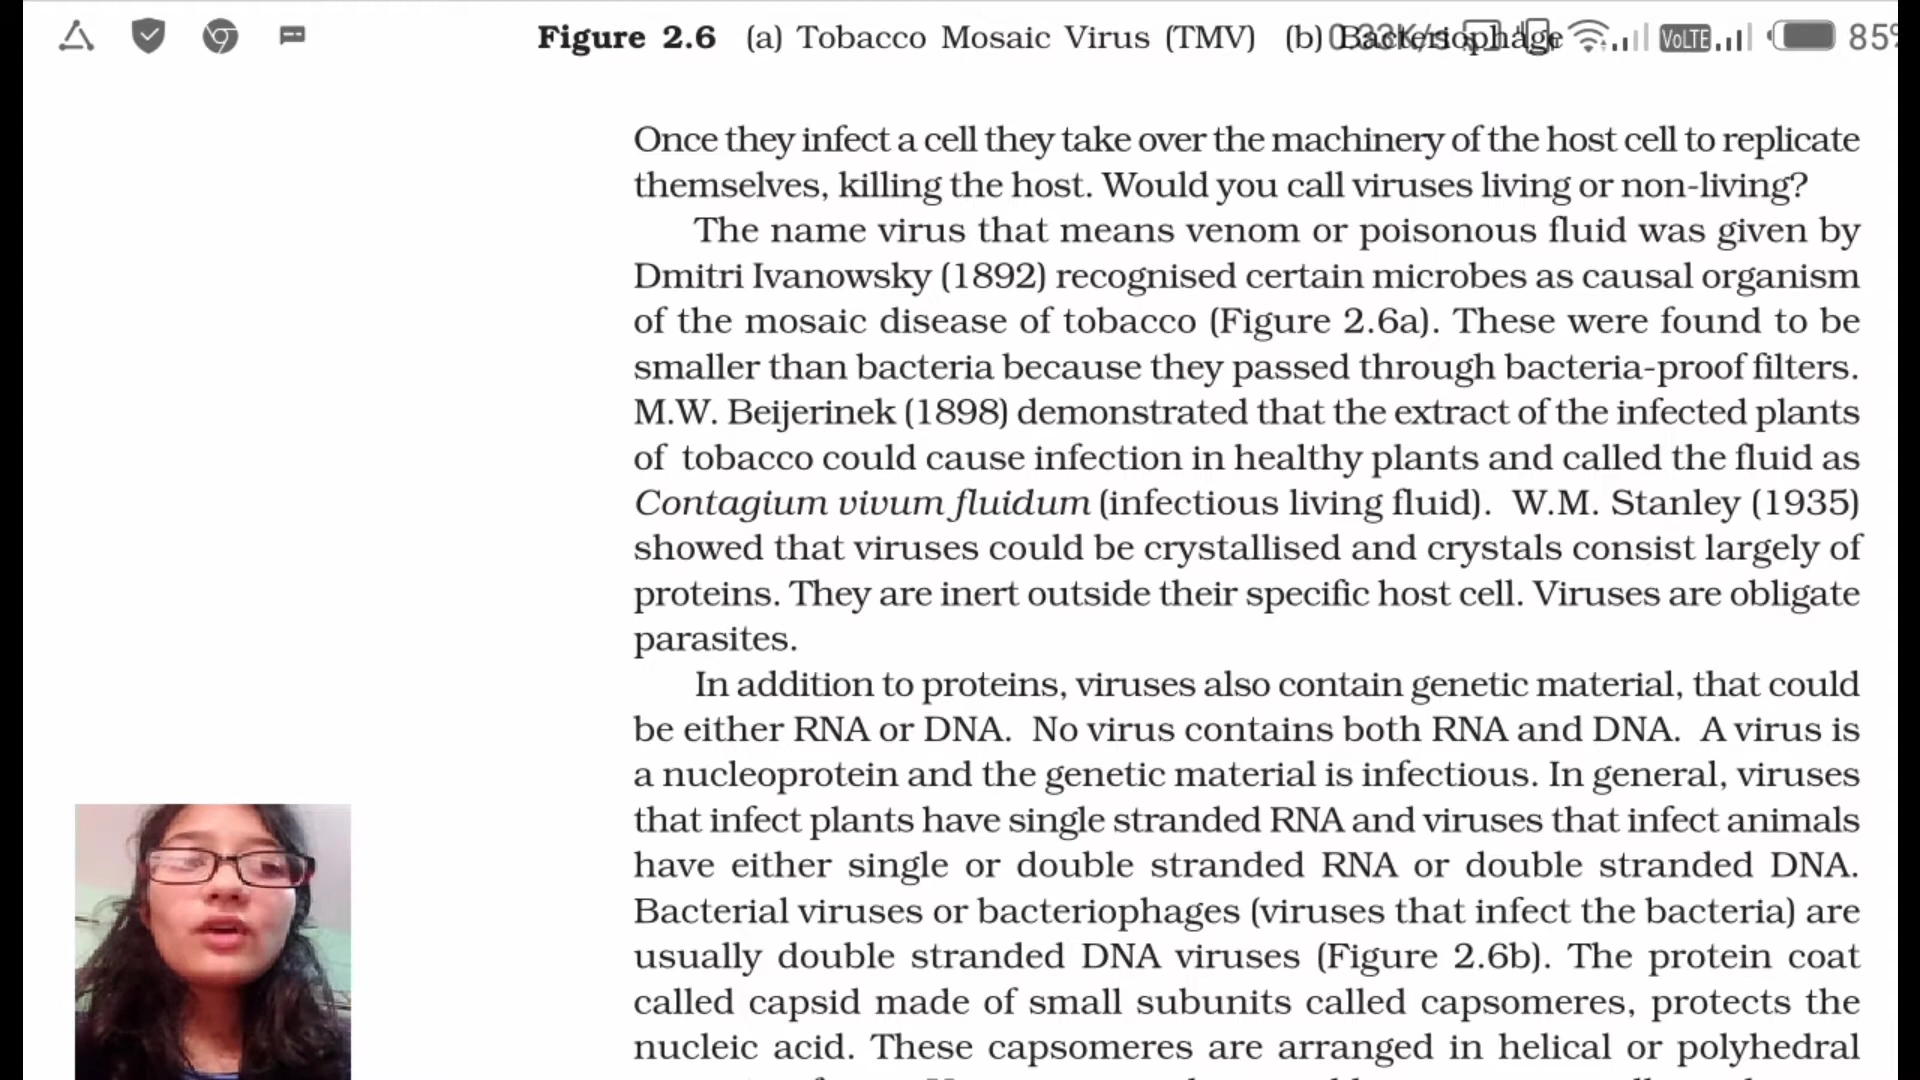 Figure 2.6 (a) Tobacco Mosaic Virus (TMV) (b) Bacteriophage 0.33K/s VoLTE 85%
Once they infect a cell they take over the machinery of the host cell to replicate
themselves, killing the host. Would you call viruses living or non-living?
The name virus that means venom or poisonous fluid was given by
Dmitri Ivanowsky (1892) recognised certain microbes as causal organism
of the mosaic disease of tobacco (Figure 2.6a). These were found to be
smaller than bacteria because they passed through bacteria-proof filters.
M.W. Beijerinek (1898) demonstrated that the extract of the infected plants
of tobacco could cause infection in healthy plants and called the fluid as
Contagium vivum fluidum (infectious living fluid). W.M. Stanley (1935)
showed that viruses could be crystallised and crystals consist largely of
proteins. They are inert outside their specific host cell. Viruses are obligate
parasites.
In addition to proteins, viruses also contain genetic material, that could
be either RNA or DNA. No virus contains both RNA and DNA. A virus is
a nucleoprotein and the genetic material is infectious. In general, viruses
that infect plants have single stranded RNA and viruses that infect animals
have either single or double stranded RNA or double stranded DNA.
Bacterial viruses or bacteriophages (viruses that infect the bacteria) are
usually double stranded DNA viruses (Figure 2.6b). The protein coat
called capsid made of small subunits called capsomeres, protects the
nucleic acid. These capsomeres are arranged in helical or polyhedral